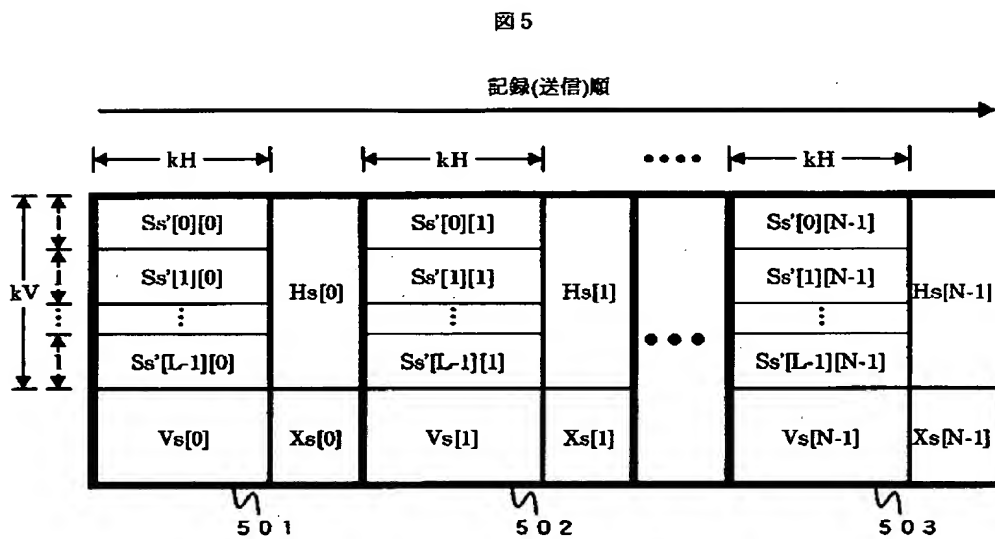 図5
記録(送信)順
kH kH •••• kH
kV
l
l
⋮
l
Ss'[0][0]
Ss'[1][0]
⋮
Ss'[L-1][0]
Hs[0]
Vs[0]
Xs[0]
Ss'[0][1]
Ss'[1][1]
⋮
Ss'[L-1][1]
Hs[1]
Vs[1]
Xs[1]
•••
Ss'[0][N-1]
Ss'[1][N-1]
⋮
Ss'[L-1][N-1]
Hs[N-1]
Vs[N-1]
Xs[N-1]
501 502 503